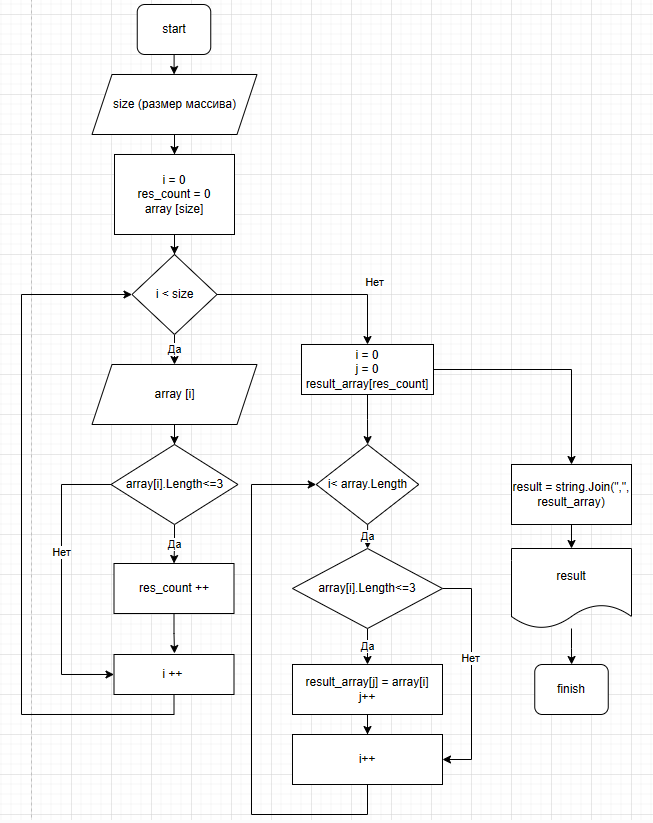 start
size (размер массива)
i = 0
res_count = 0
array [size]
i < size
Да
Нет
array [i]
array[i].Length<=3
Да
Нет
res_count ++
i ++
i = 0
j = 0
result_array[res_count]
i< array.Length
Да
array[i].Length<=3
Да
Нет
result_array[j] = array[i]
j++
i++
result = string.Join(",",
result_array)
result
finish